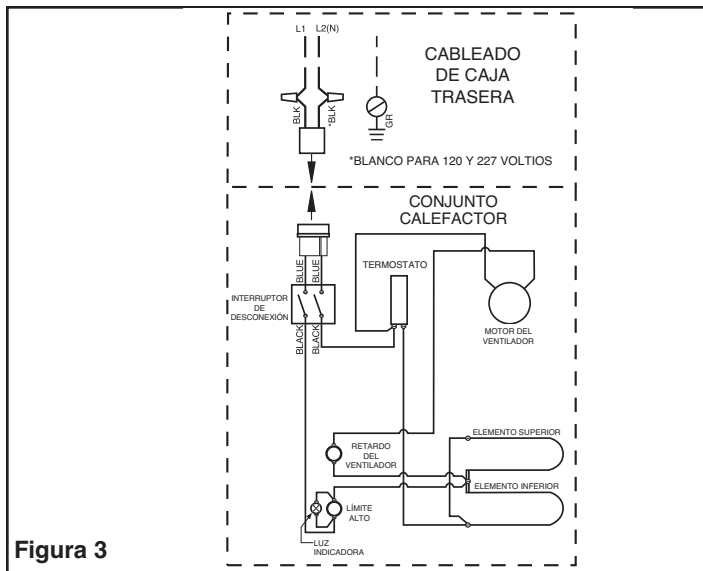 L1 L2(N)
CABLEADO
DE CAJA
TRASERA
BLK
*BLK
GR
*BLANCO PARA 120 Y 227 VOLTIOS
CONJUNTO
CALEFACTOR
BLUE
BLUE
TERMOSTATO
INTERRUPTOR
DE
DESCONEXIÓN
MOTOR DEL
VENTILADOR
BLACK
BLACK
ELEMENTO SUPERIOR
RETARDO
DEL
VENTILADOR
ELEMENTO INFERIOR
LÍMITE
ALTO
LUZ
INDICADORA
Figura 3